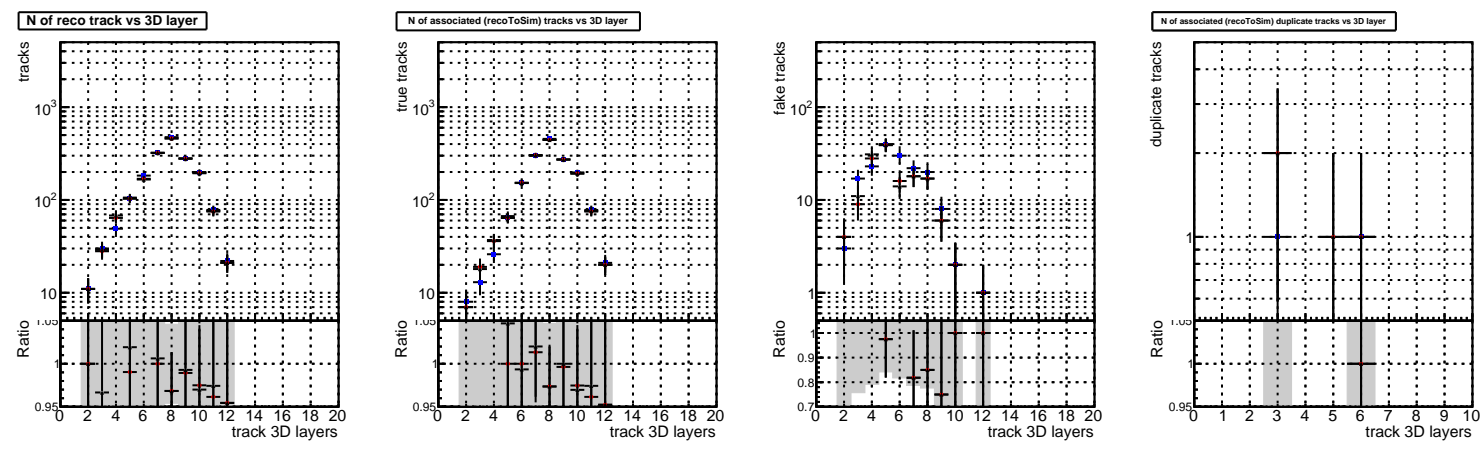 N of reco track vs 3D layer
tracks
10³
10²
10
Ratio
1
0.95
0 2 4 6 8 10 12 14 16 18 20
track 3D layers
N of associated (recoToSim) tracks vs 3D layer
true tracks
10³
10²
10
Ratio
1
0.95
0 2 4 6 8 10 12 14 16 18 20
track 3D layers
fake tracks
10²
10
1
Ratio
1
0.9
0.8
0.7
0 2 4 6 8 10 12 14 16 18 20
track 3D layers
N of associated (recoToSim) duplicate tracks vs 3D layer
duplicate tracks
1
Ratio
1
0.95
0 1 2 3 4 5 6 7 8 9 10
track 3D layers